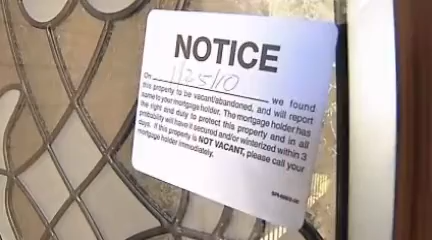 NOTICE
On 1/25/10 we found
this property to be vacant/abandoned, and will report
same to your mortgage holder. The mortgage holder has
the right and duty to protect this property and in all
probability will have it secured and/or winterized within 3
days. If this property is NOT VACANT, please call your
mortgage holder immediately.